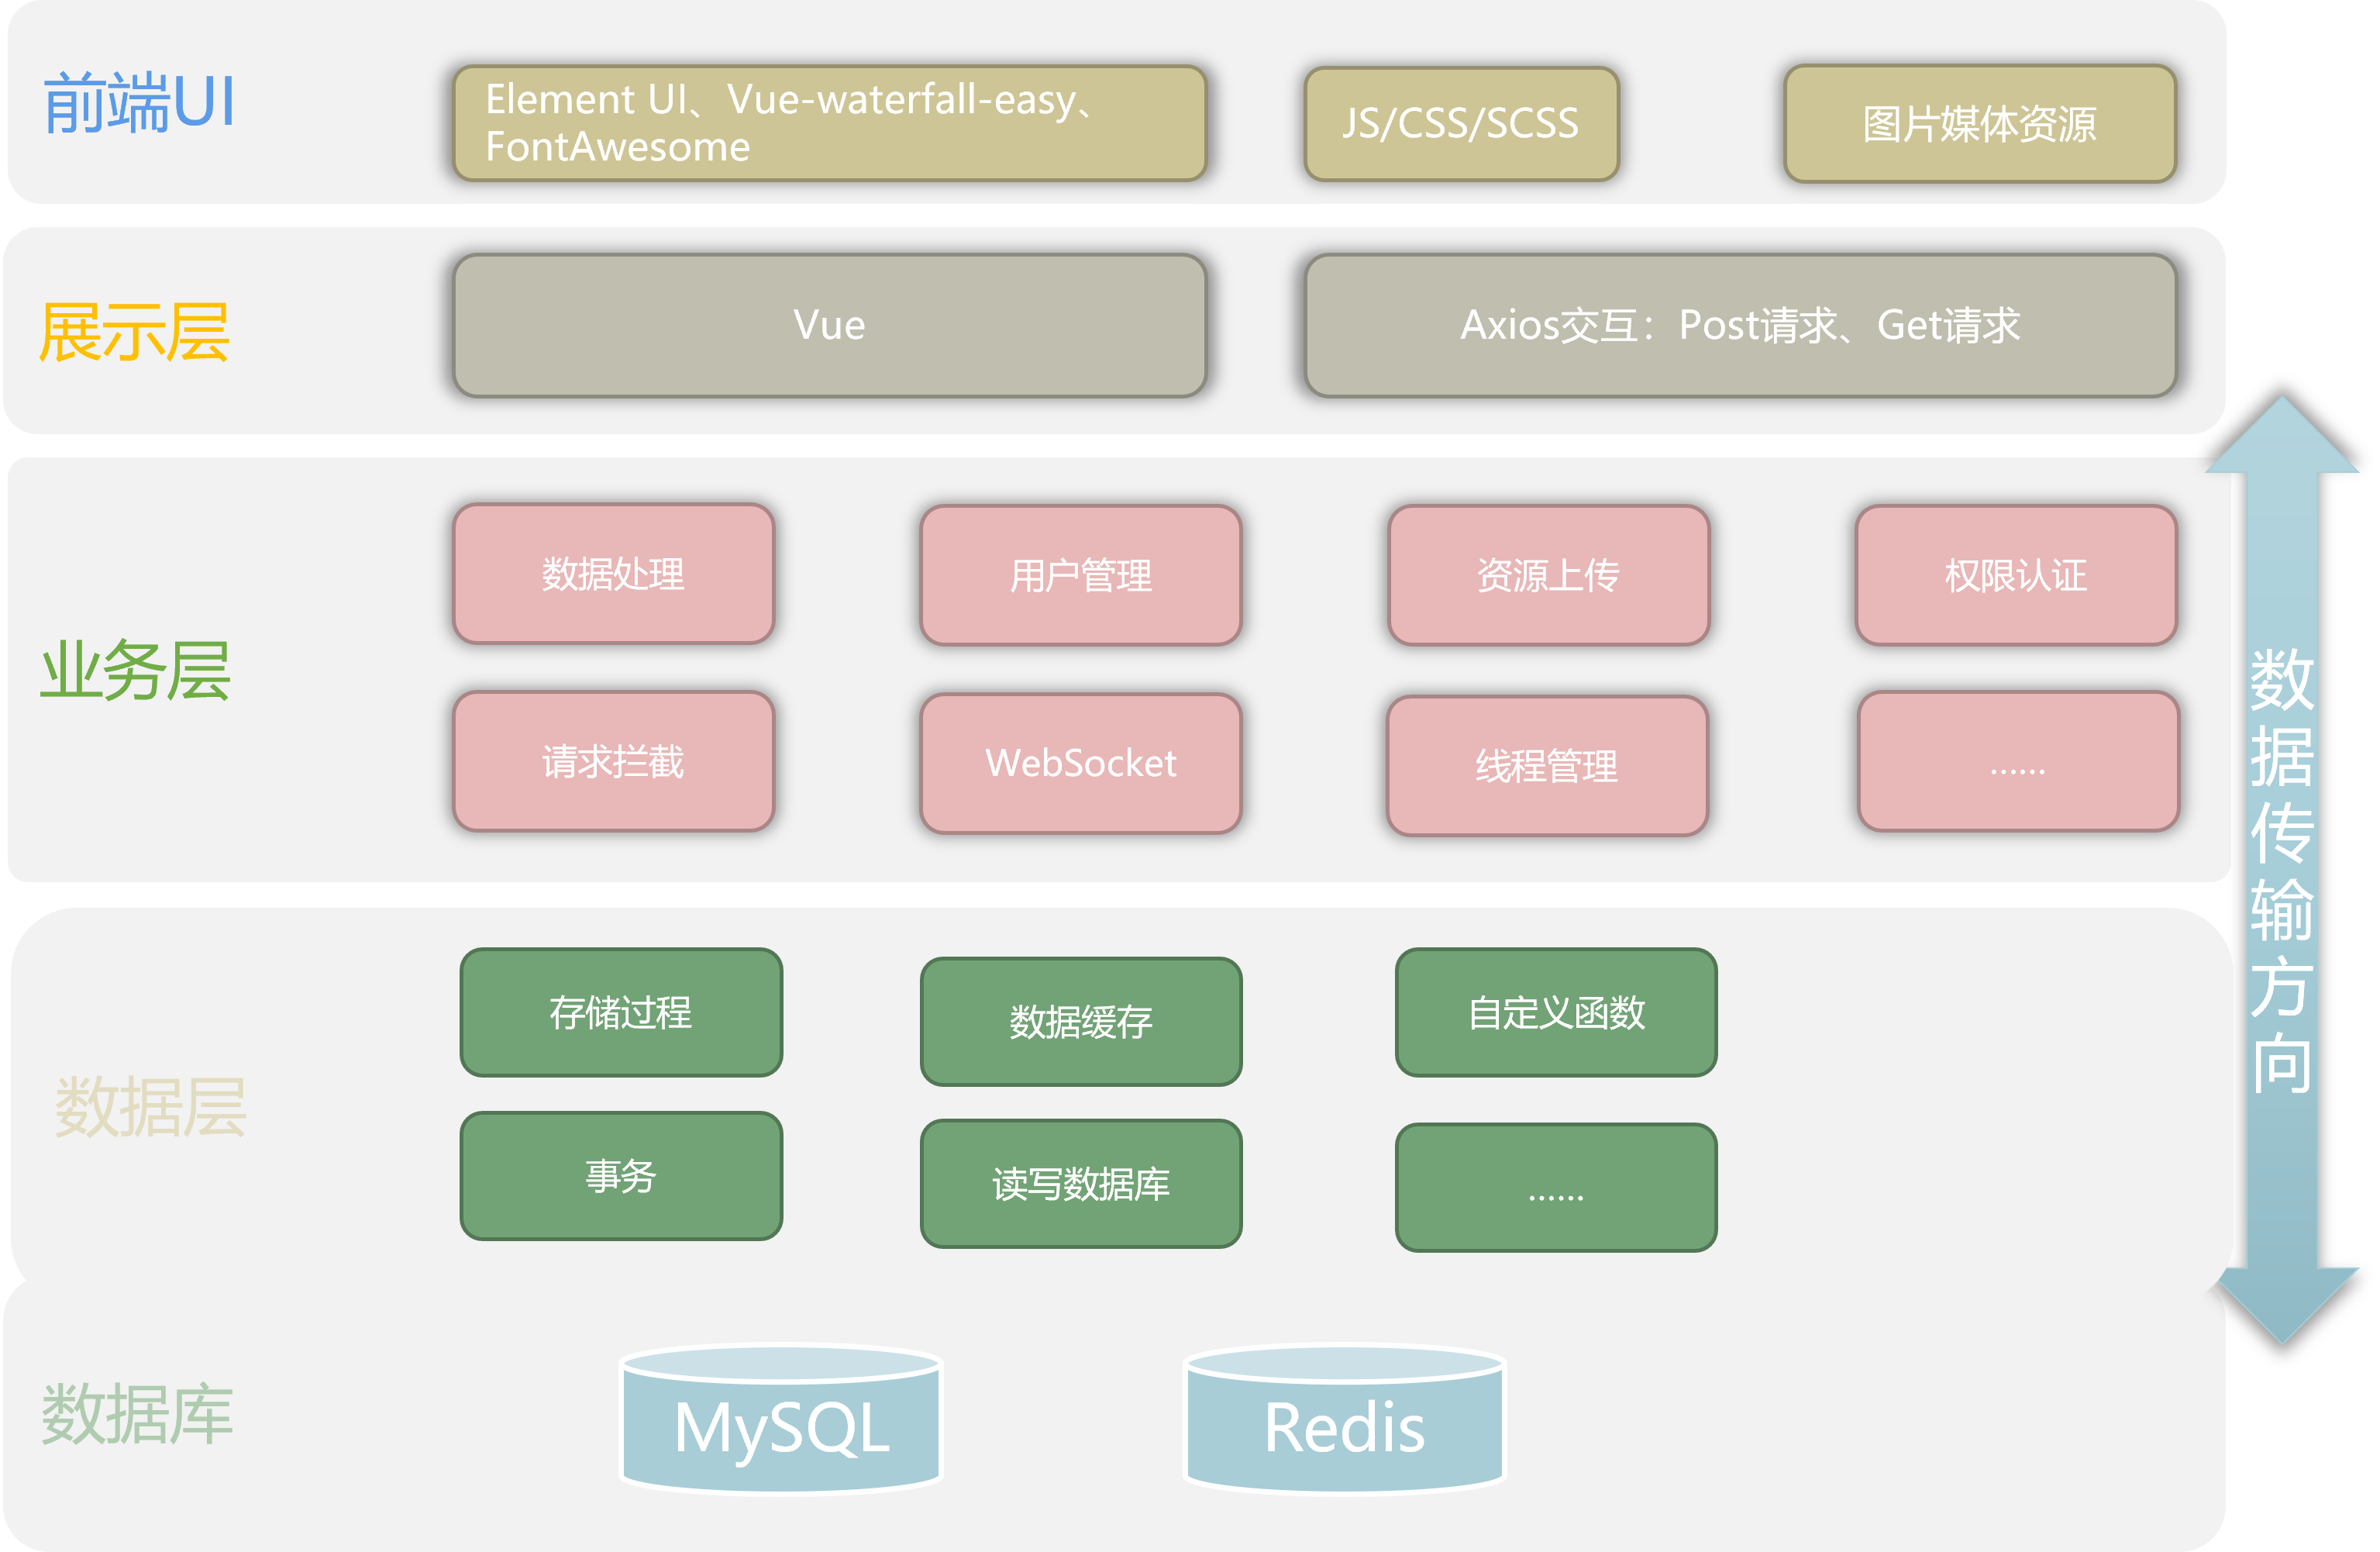 前端UI
Element UI、Vue-waterfall-easy、
FontAwesome
JS/CSS/SCSS
图片媒体资源
展示层
Vue
Axios交互：Post请求、Get请求
业务层
数据处理
用户管理
资源上传
权限认证
请求拦截
WebSocket
线程管理
......
数据传输方向
数据层
存储过程
数据缓存
自定义函数
事务
读写数据库
......
数据库
MySQL
Redis